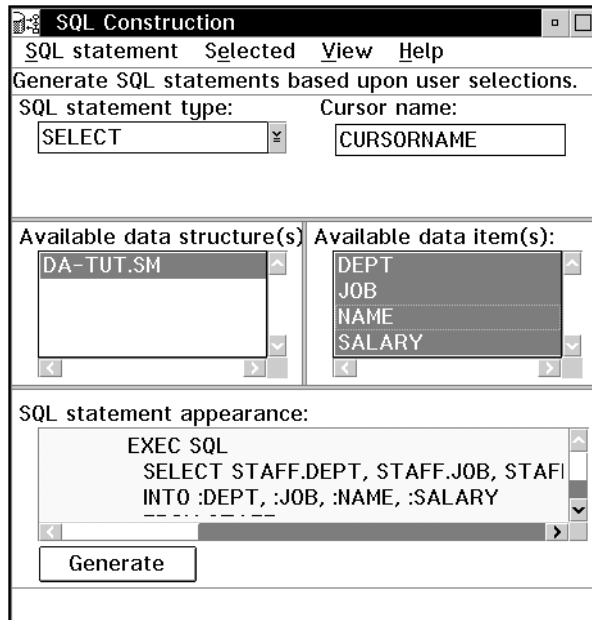 SQL Construction
SQL statement Selected View Help
Generate SQL statements based upon user selections.
SQL statement type: Cursor name:
SELECT CURSORNAME
Available data structure(s) Available data item(s):
DA-TUT.SM DEPT
JOB
NAME
SALARY
SQL statement appearance:
EXEC SQL
SELECT STAFF.DEPT, STAFF.JOB,
INTO :DEPT, :JOB, :NAME, :SALARY
Generate